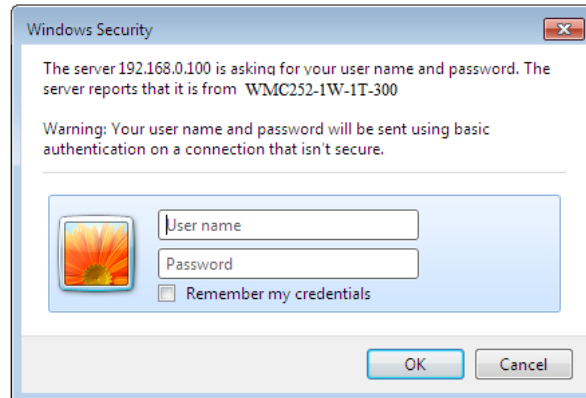 Windows Security
The server 192.168.0.100 is asking for your user name and password. The
server reports that it is from WMC252-1W-1T-300
Warning: Your user name and password will be sent using basic
authentication on a connection that isn't secure.
User name
Password
Remember my credentials
OK
Cancel